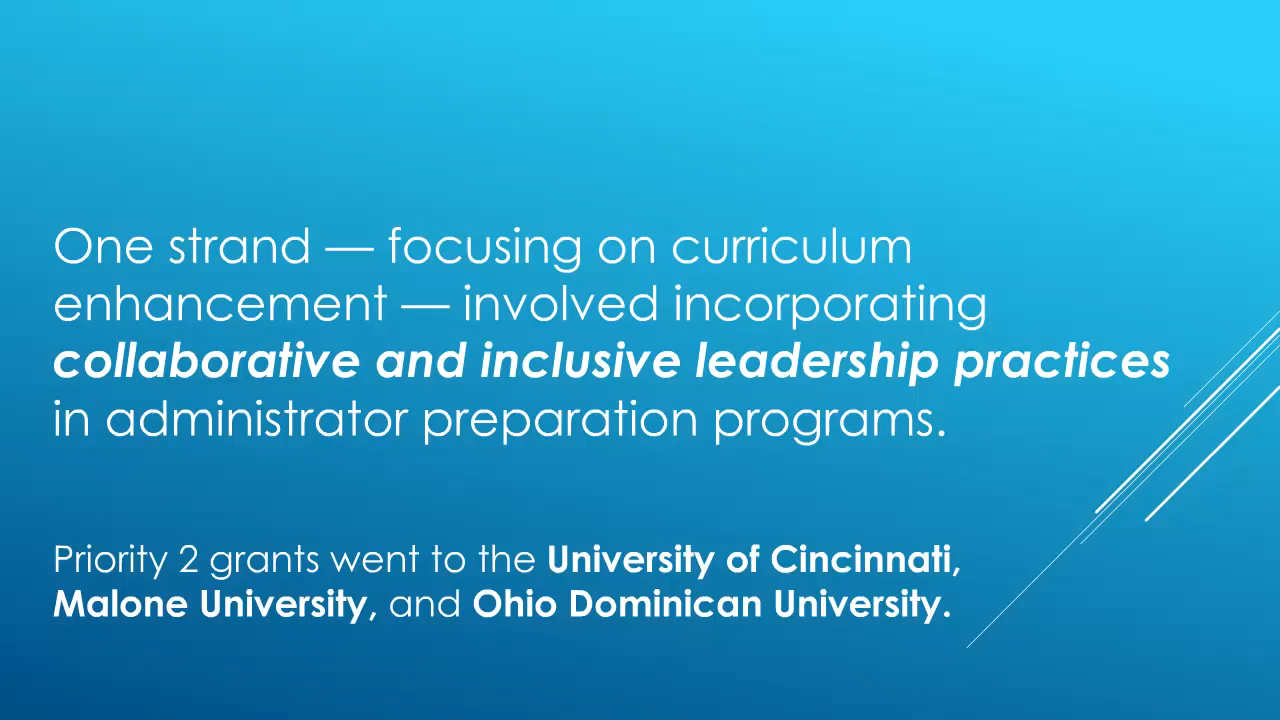 One strand — focusing on curriculum
enhancement — involved incorporating
collaborative and inclusive leadership practices
in administrator preparation programs.
Priority 2 grants went to the University of Cincinnati,
Malone University, and Ohio Dominican University.